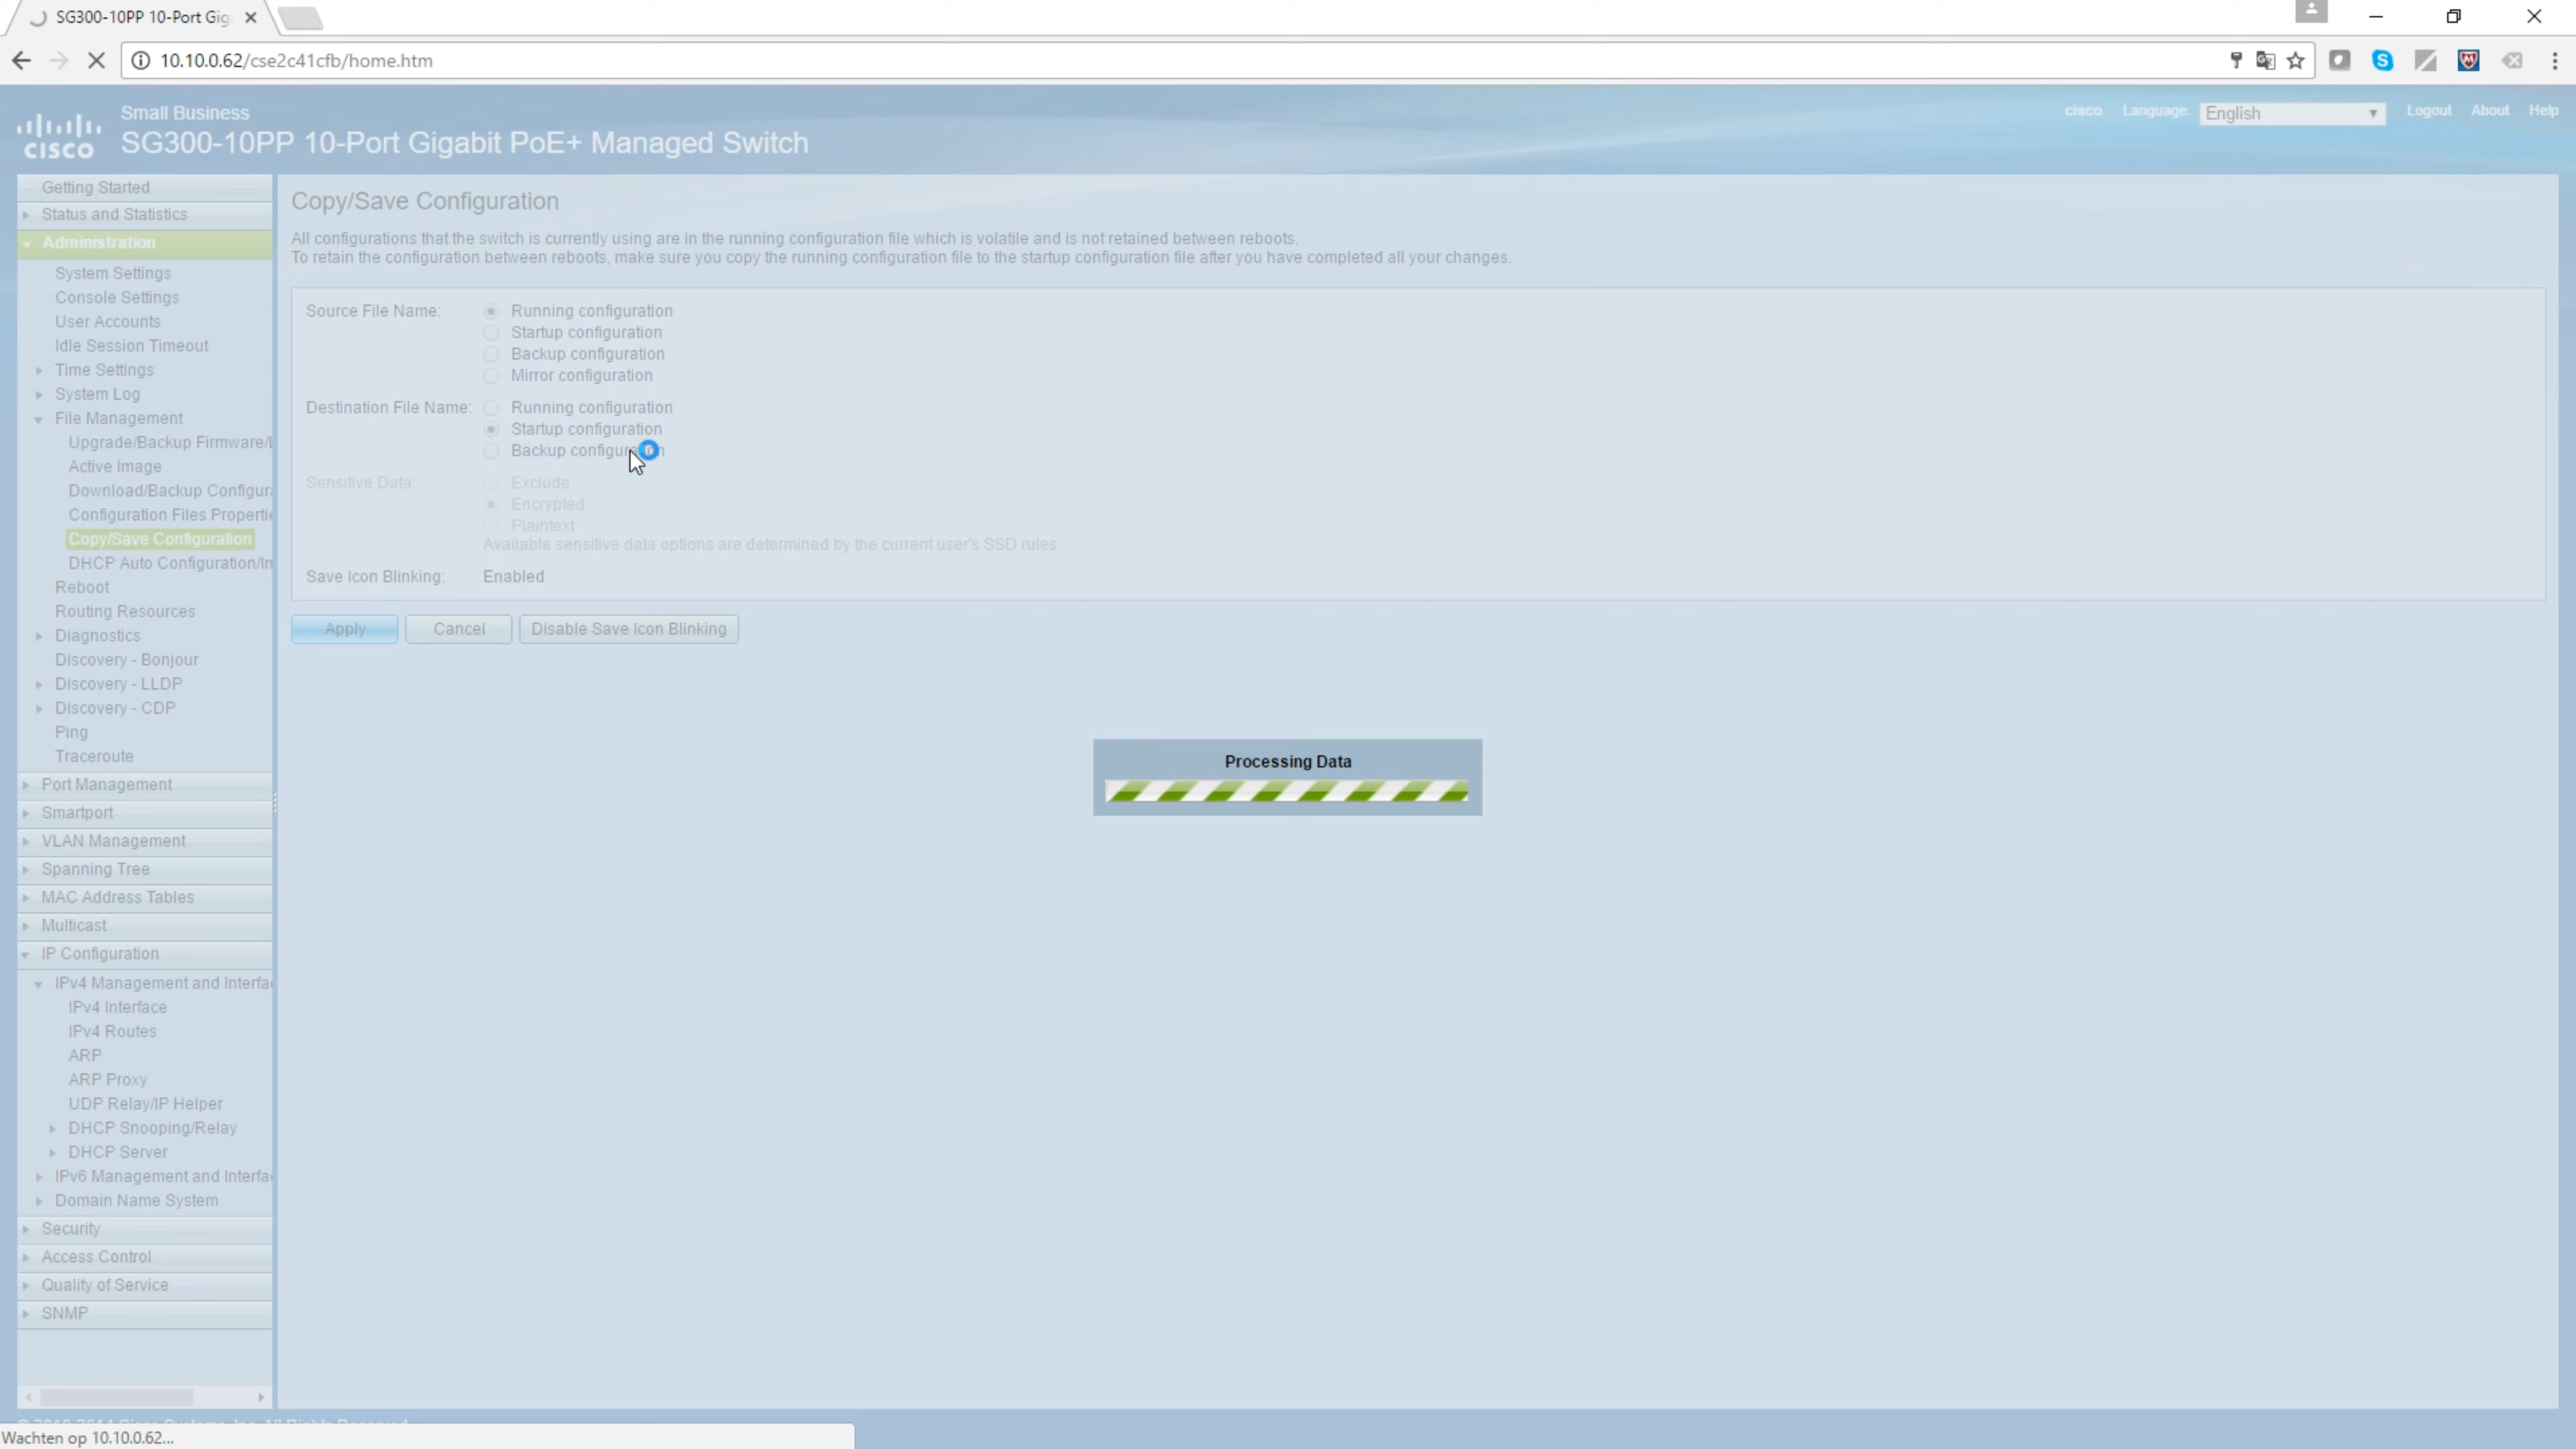 SG300-10PP 10-Port Gig
10.10.0.62/cse2c41cfb/home.htm
Small Business
cisco
SG300-10PP 10-Port Gigabit PoE+ Managed Switch
cisco Language: English Logout About Help
Getting Started
Status and Statistics
Administration
System Settings
Console Settings
User Accounts
Idle Session Timeout
Time Settings
System Log
File Management
Upgrade/Backup Firmware/L
Active Image
Download/Backup Configura
Configuration Files Propertie
Copy/Save Configuration
DHCP Auto Configuration/Im
Reboot
Routing Resources
Diagnostics
Discovery - Bonjour
Discovery - LLDP
Discovery - CDP
Ping
Traceroute
Port Management
Smartport
VLAN Management
Spanning Tree
MAC Address Tables
Multicast
IP Configuration
IPv4 Management and Interfac
IPv4 Interface
IPv4 Routes
ARP
ARP Proxy
UDP Relay/IP Helper
DHCP Snooping/Relay
DHCP Server
IPv6 Management and Interfac
Domain Name System
Security
Access Control
Quality of Service
SNMP
Copy/Save Configuration
All configurations that the switch is currently using are in the running configuration file which is volatile and is not retained between reboots.
To retain the configuration between reboots, make sure you copy the running configuration file to the startup configuration file after you have completed all your changes.
Source File Name: Running configuration
Startup configuration
Backup configuration
Mirror configuration
Destination File Name: Running configuration
Startup configuration
Backup configuration
Sensitive Data: Exclude
Encrypted
Plaintext
Available sensitive data options are determined by the current user's SSD rules
Save Icon Blinking: Enabled
Apply Cancel Disable Save Icon Blinking
Processing Data
Wachten op 10.10.0.62...